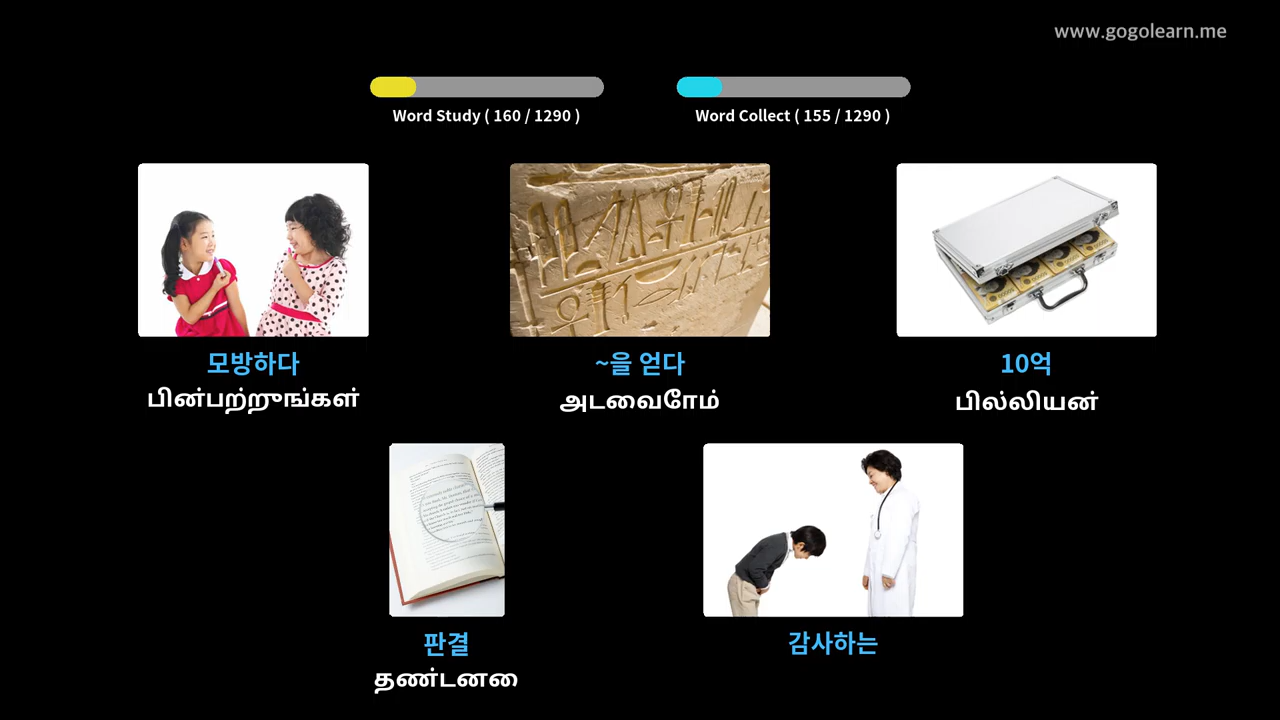 www.gogolearn.me
Word Study ( 160 / 1290 )
Word Collect ( 155 / 1290 )
모방하다
பின்பற்றுங்கள்
~을 얻다
அடைவோம்
10억
பில்லியன்
판결
தண்டனை
감사하는